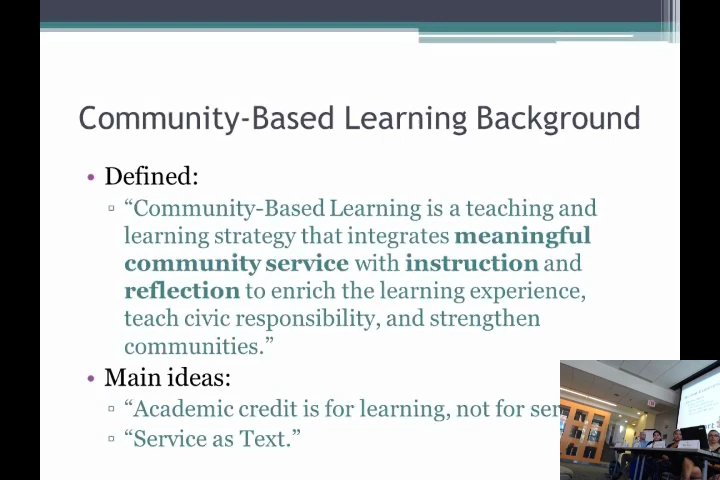 Community-Based Learning Background
• Defined:
▫ “Community-Based Learning is a teaching and
learning strategy that integrates meaningful
community service with instruction and
reflection to enrich the learning experience,
teach civic responsibility, and strengthen
communities.”
• Main ideas:
▫ “Academic credit is for learning, not for
▫ “Service as Text.”